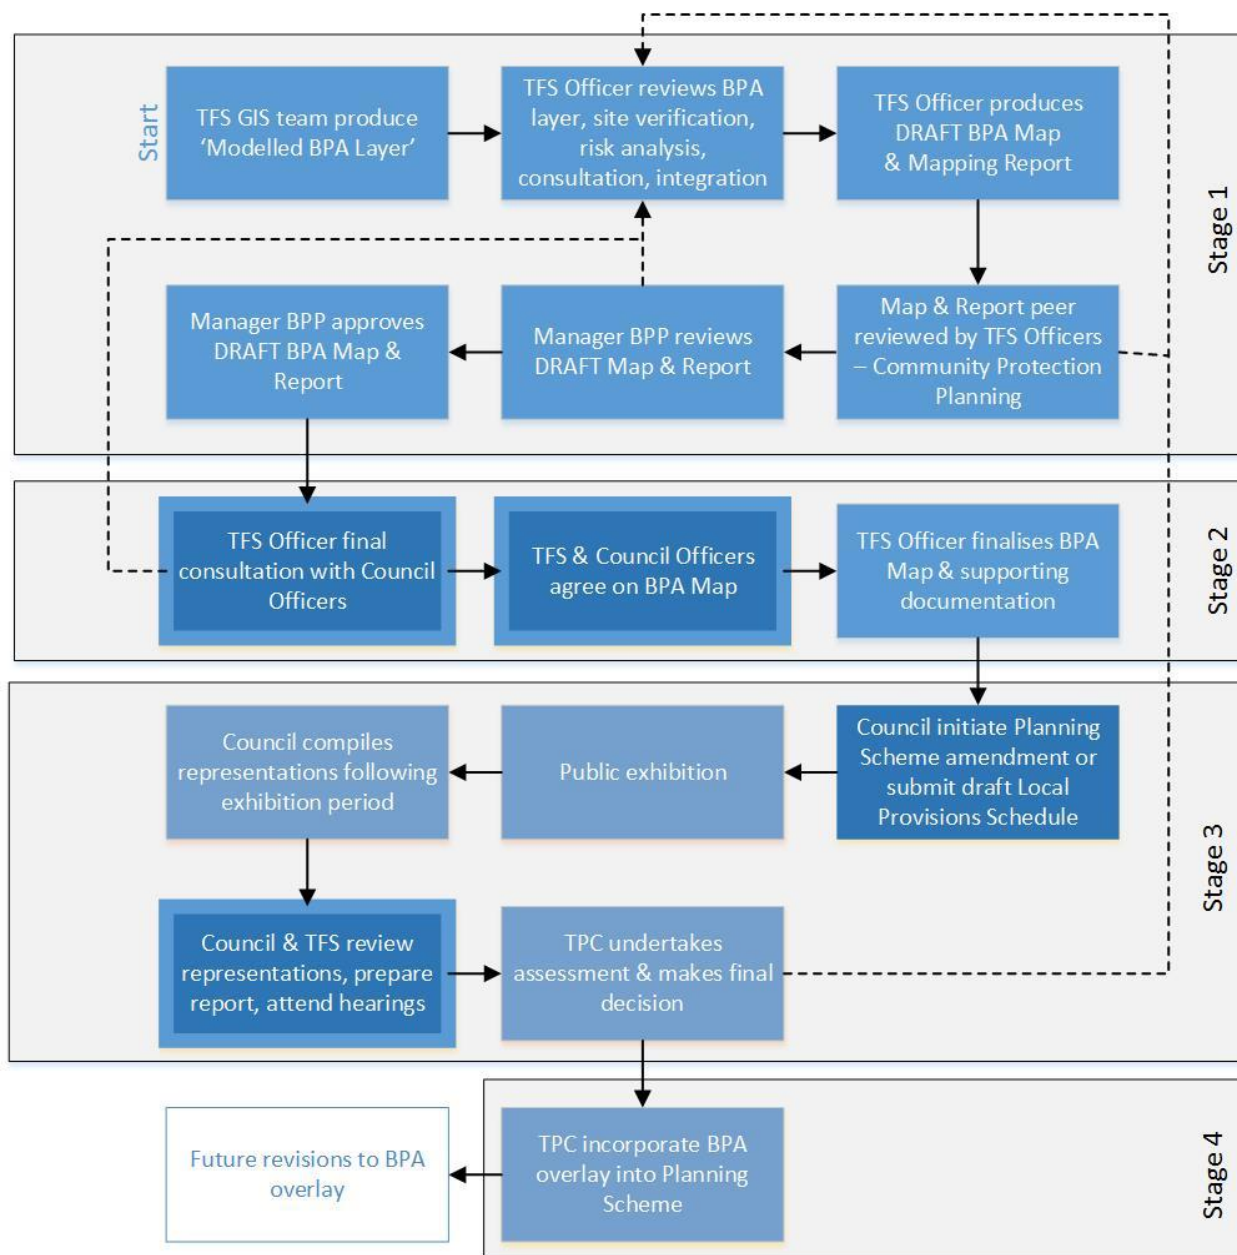 Start
TFS GIS team produce
‘Modelled BPA Layer’
TFS Officer reviews BPA
layer, site verification,
risk analysis,
consultation, integration
TFS Officer produces
DRAFT BPA Map
& Mapping Report
Stage 1
Map & Report peer
reviewed by TFS Officers
– Community Protection
Planning
Manager BPP reviews
DRAFT Map & Report
Manager BPP approves
DRAFT BPA Map &
Report
TFS Officer final
consultation with Council
Officers
TFS & Council Officers
agree on BPA Map
TFS Officer finalises BPA
Map & supporting
documentation
Stage 2
Council initiate Planning
Scheme amendment or
submit draft Local
Provisions Schedule
Public exhibition
Council compiles
representations following
exhibition period
Stage 3
Council & TFS review
representations, prepare
report, attend hearings
TPC undertakes
assessment & makes final
decision
TPC incorporate BPA
overlay into Planning
Scheme
Future revisions to BPA
overlay
Stage 4